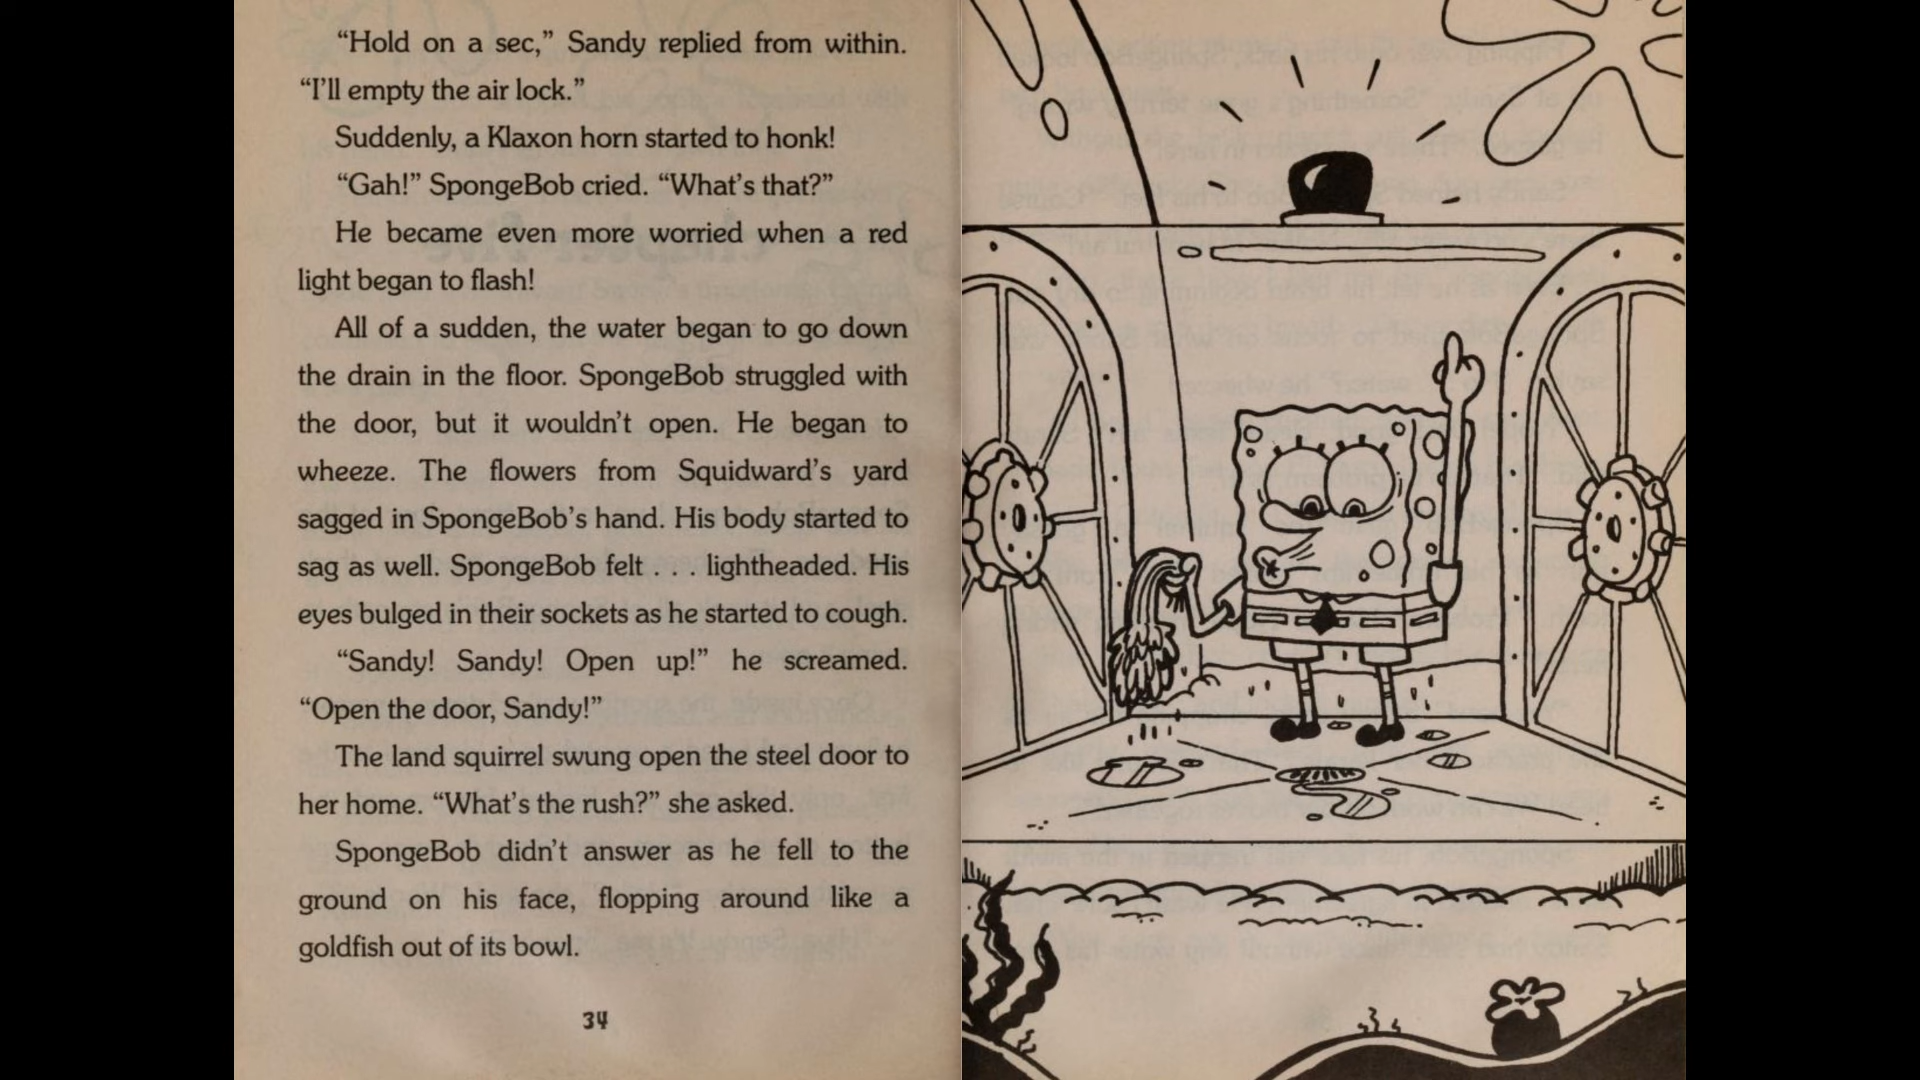 “Hold on a sec,” Sandy replied from within.
“I’ll empty the air lock.”
Suddenly, a Klaxon horn started to honk!
“Gah!” SpongeBob cried. “What’s that?”
He became even more worried when a red
light began to flash!
All of a sudden, the water began to go down
the drain in the floor. SpongeBob struggled with
the door, but it wouldn’t open. He began to
wheeze. The flowers from Squidward’s yard
sagged in SpongeBob’s hand. His body started to
sag as well. SpongeBob felt . . . lightheaded. His
eyes bulged in their sockets as he started to cough.
“Sandy! Sandy! Open up!” he screamed.
“Open the door, Sandy!”
The land squirrel swung open the steel door to
her home. “What’s the rush?” she asked.
SpongeBob didn’t answer as he fell to the
ground on his face, flopping around like a
goldfish out of its bowl.
34